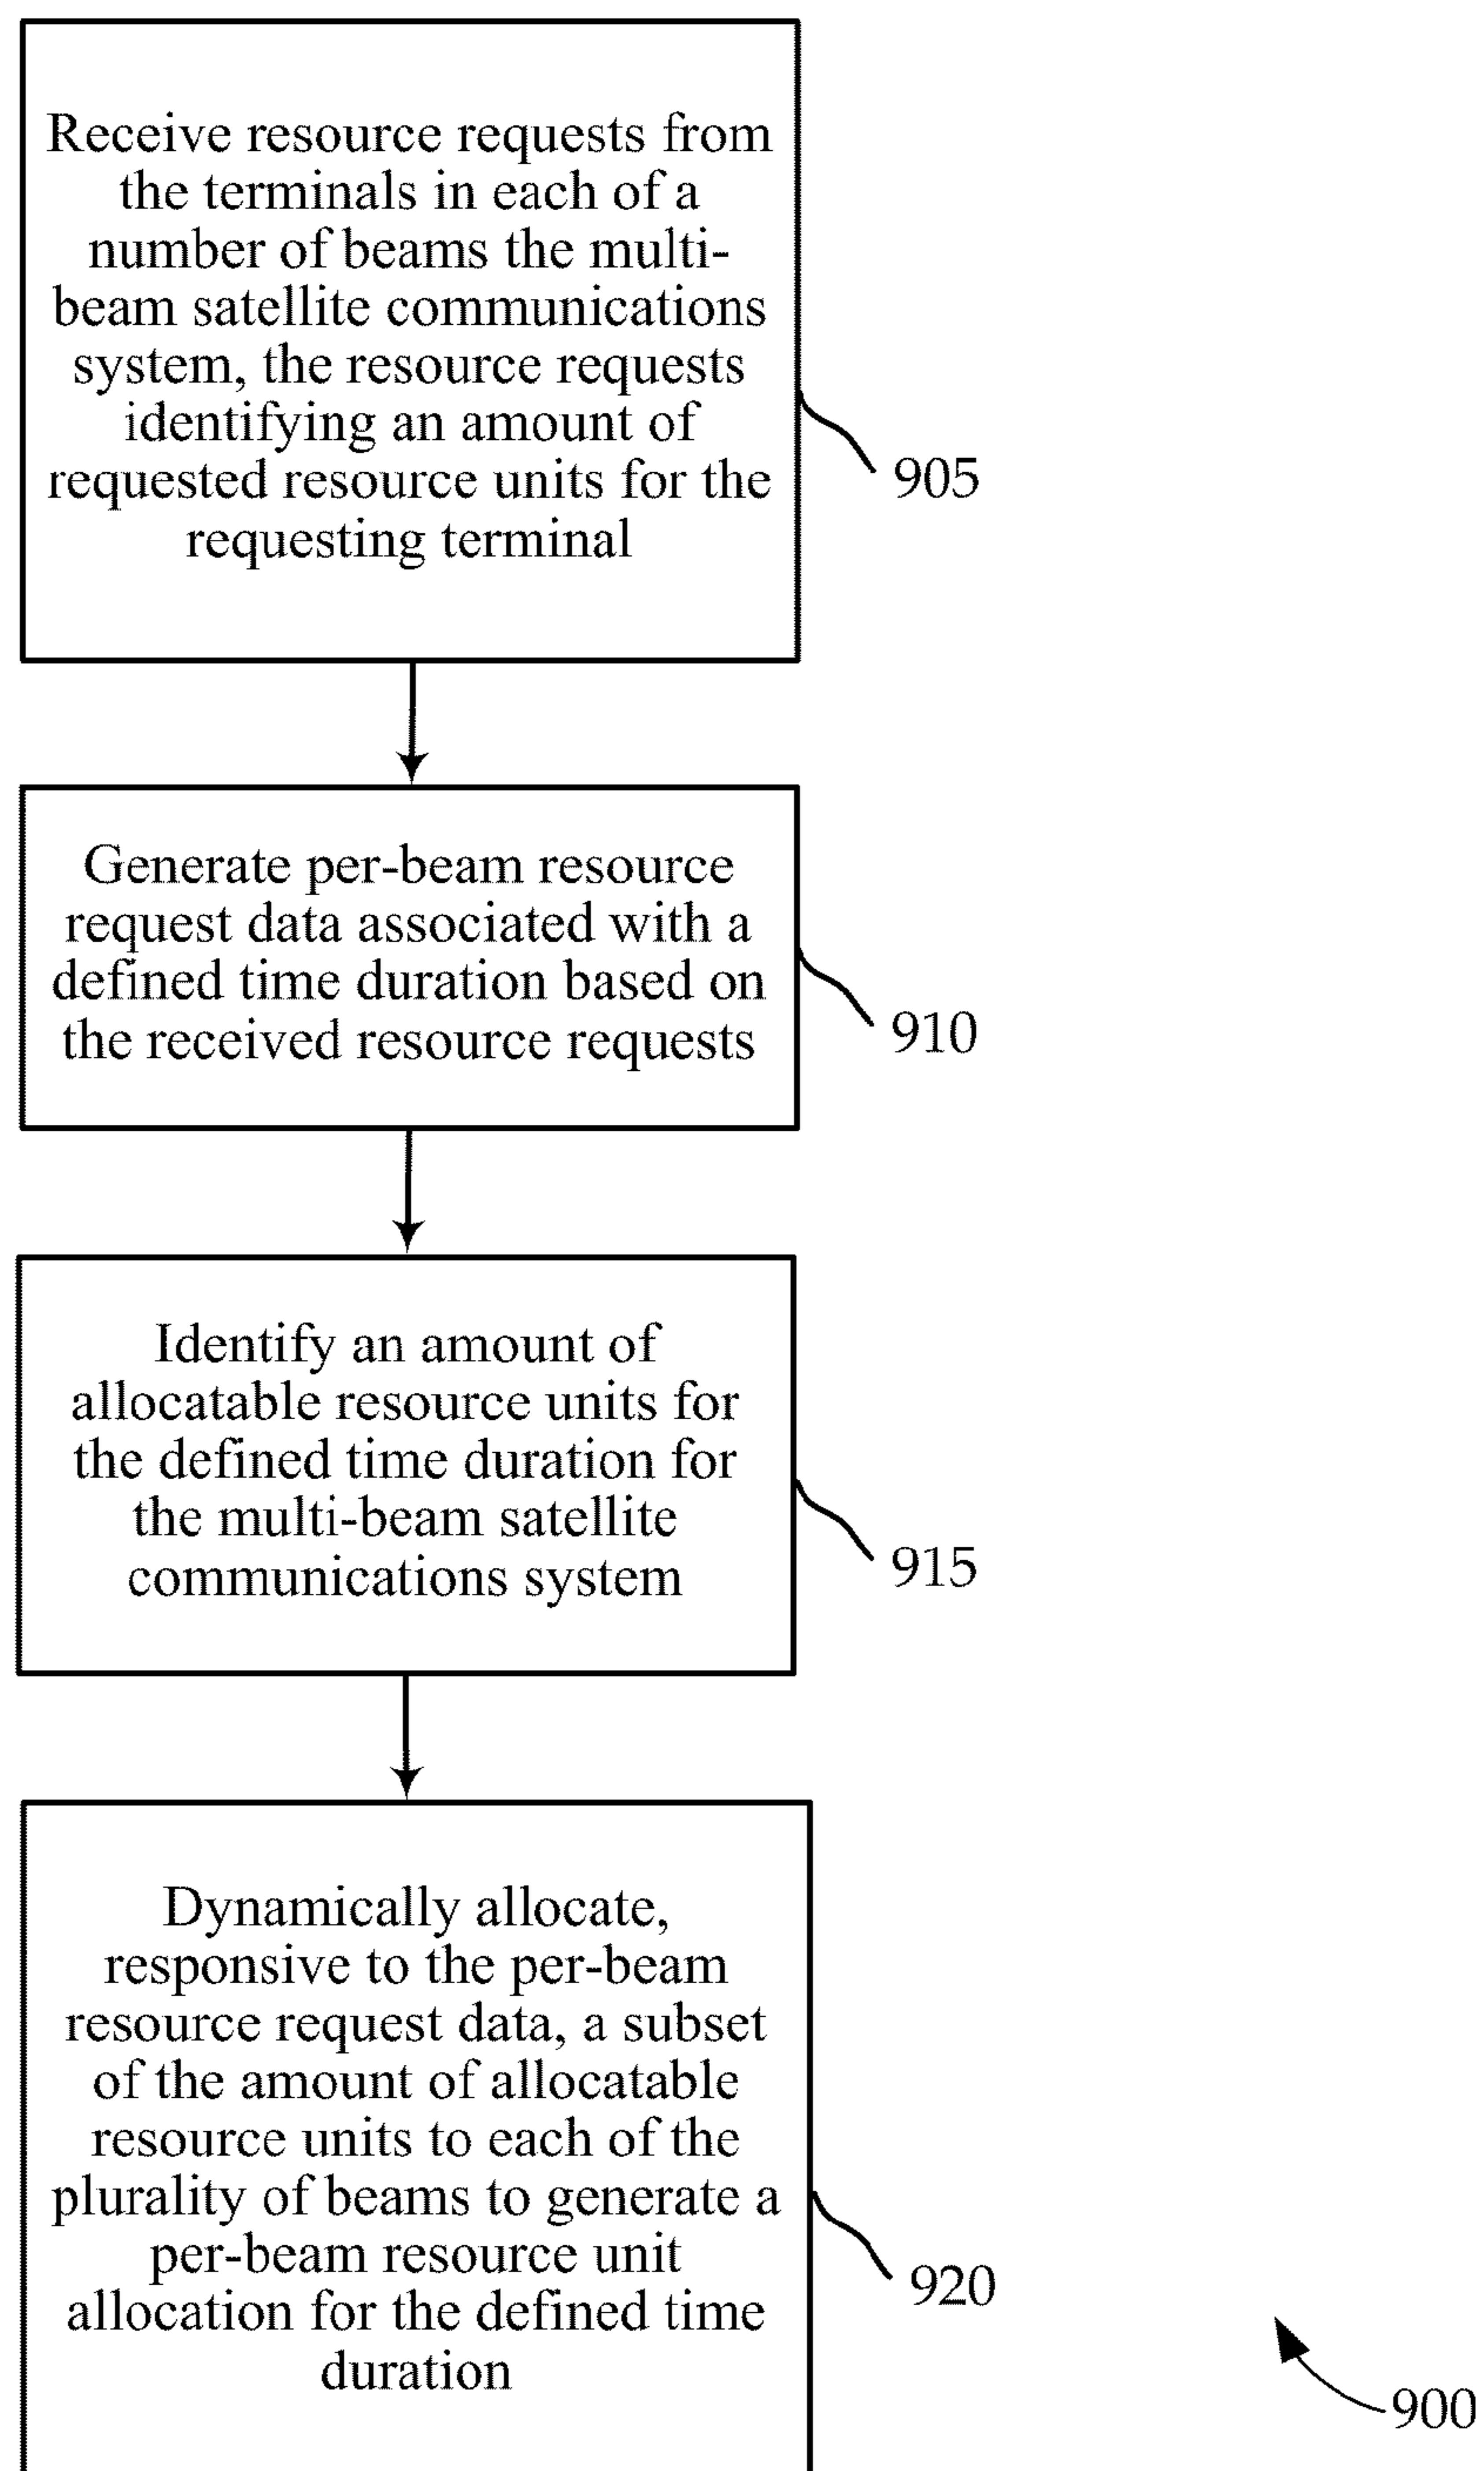 Receive resource requests from
the terminals in each of a
number of beams the multi-
beam satellite communications
system, the resource requests
identifying an amount of
requested resource units for the
requesting terminal
905
Generate per-beam resource
request data associated with a
defined time duration based on
the received resource requests
910
Identify an amount of
allocatable resource units for
the defined time duration for
the multi-beam satellite
communications system
915
Dynamically allocate,
responsive to the per-beam
resource request data, a subset
of the amount of allocatable
resource units to each of the
plurality of beams to generate a
per-beam resource unit
allocation for the defined time
duration
920
900